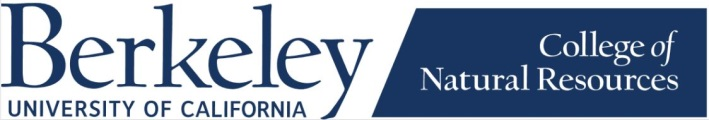 Berkeley
UNIVERSITY OF CALIFORNIA
College of
Natural Resources